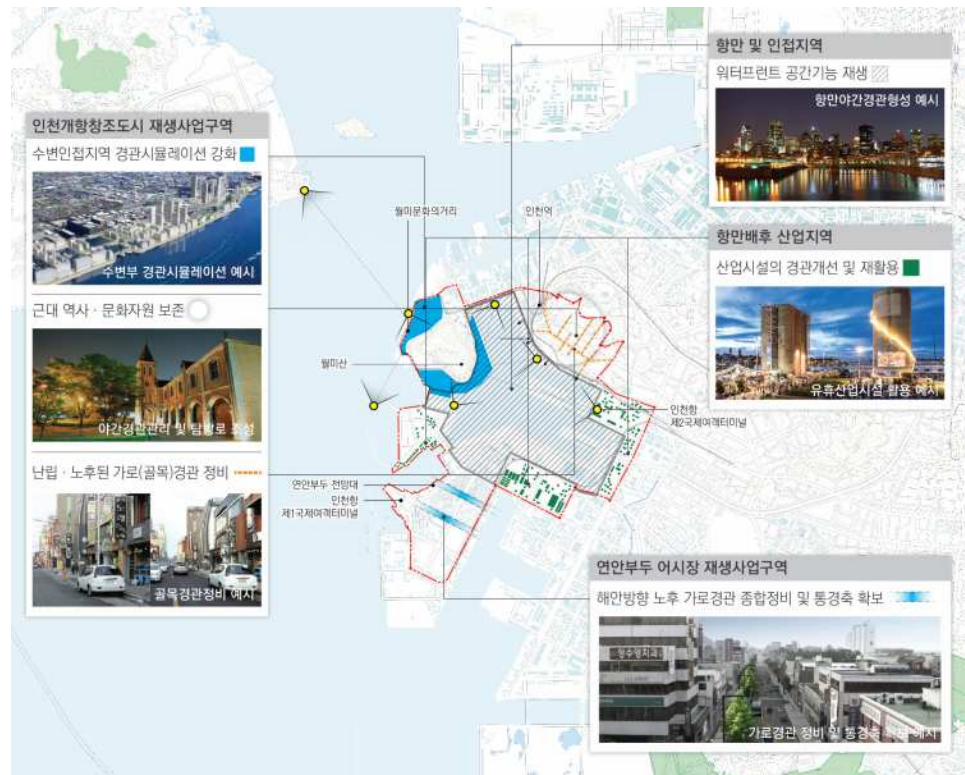 인천개항창조도시 재생사업구역
수변인접지역 경관시뮬레이션 강화
수변부 경관시뮬레이션 예시
근대 역사 · 문화자원 보존
야간경관관리 및 탐방로 조성
난립 · 노후된 가로(골목)경관 정비
골목경관정비 예시
항만 및 인접지역
워터프런트 공간기능 재생
항만야간경관형성 예시
항만배후 산업지역
산업시설의 경관개선 및 재활용
유휴산업시설 활용 예시
월미문화의거리
인천역
월미산
인천항
제2국제여객터미널
연안부두 전망대
인천항
제1국제여객터미널
연안부두 어시장 재생사업구역
해안방향 노후 가로경관 종합정비 및 통경축 확보
가로경관 정비 및 통경축 확보 예시